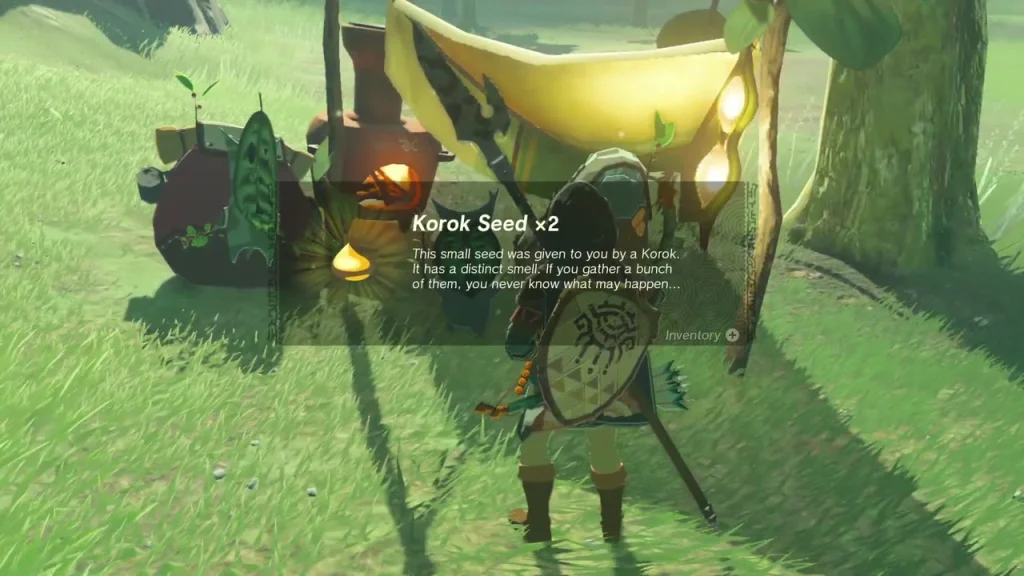 Korok Seed ×2
This small seed was given to you by a Korok.
It has a distinct smell. If you gather a bunch
of them, you never know what may happen...
Inventory +